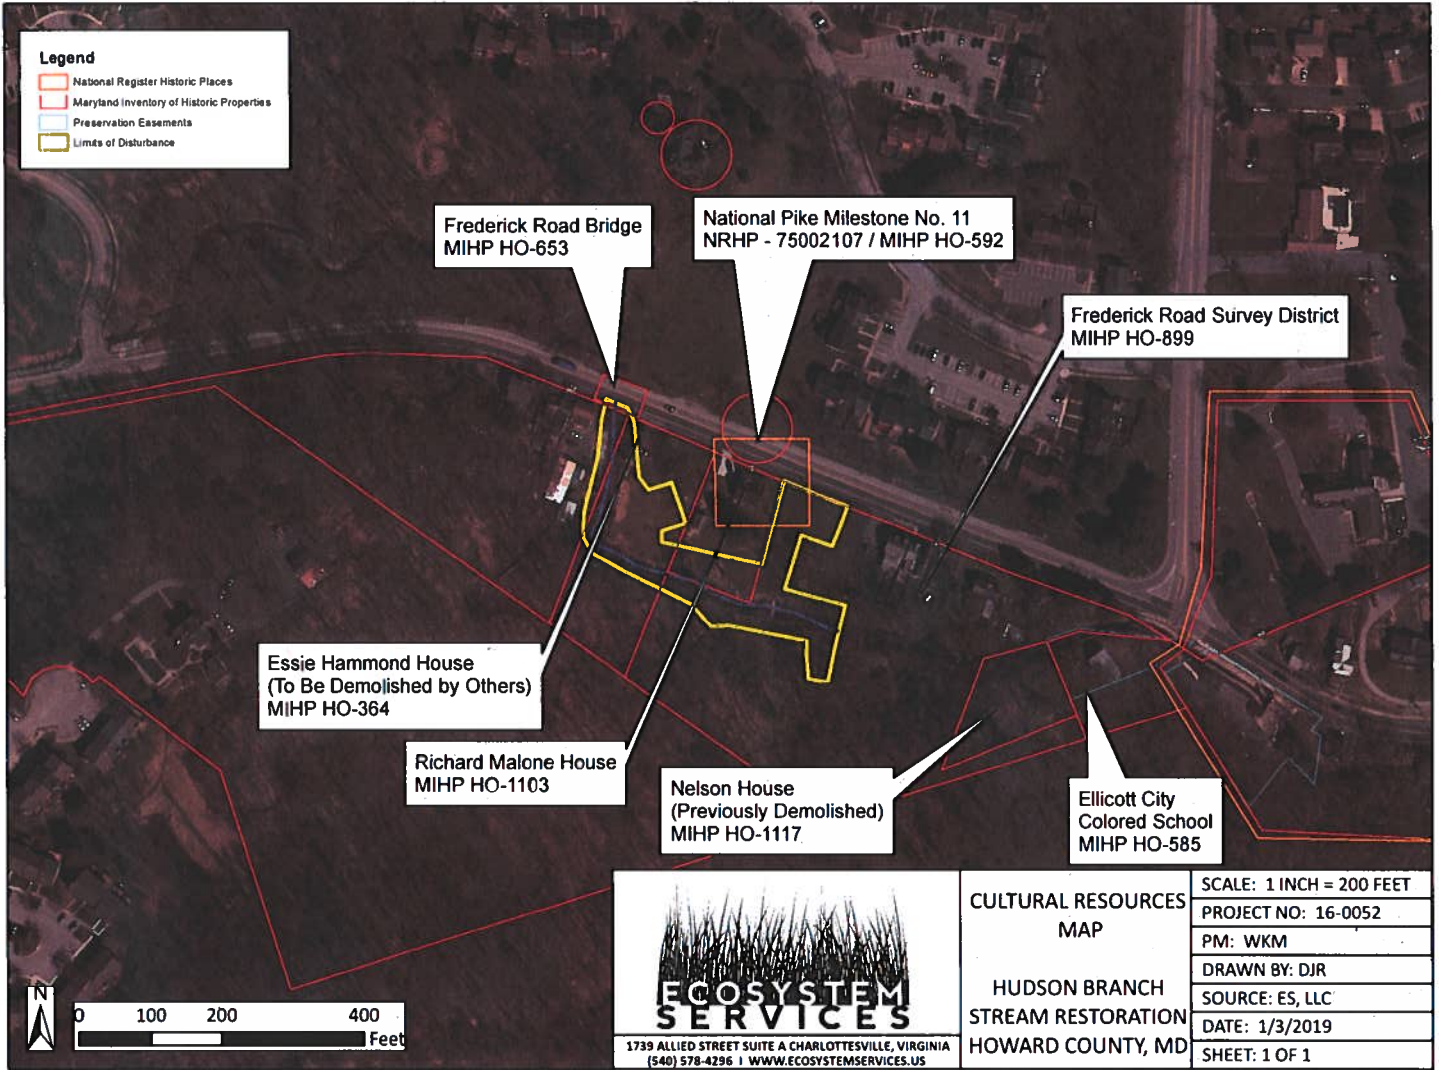 Legend
National Register Historic Places
Maryland Inventory of Historic Properties
Preservation Easements
Limits of Disturbance
Frederick Road Bridge
MIHP HO-653
National Pike Milestone No. 11
NRHP - 75002107 / MIHP HO-592
Frederick Road Survey District
MIHP HO-899
Essie Hammond House
(To Be Demolished by Others)
MIHP HO-364
Richard Malone House
MIHP HO-1103
Nelson House
(Previously Demolished)
MIHP HO-1117
Ellicott City
Colored School
MIHP HO-585
N
0 100 200 400
Feet
ECOSYSTEM
SERVICES
1739 ALLIED STREET SUITE A CHARLOTTESVILLE, VIRGINIA
(540) 578-4296 I WWW.ECOSYSTEMSERVICES.US
CULTURAL RESOURCES
MAP
HUDSON BRANCH
STREAM RESTORATION
HOWARD COUNTY, MD
SCALE: 1 INCH = 200 FEET
PROJECT NO: 16-0052
PM: WKM
DRAWN BY: DJR
SOURCE: ES, LLC
DATE: 1/3/2019
SHEET: 1 OF 1